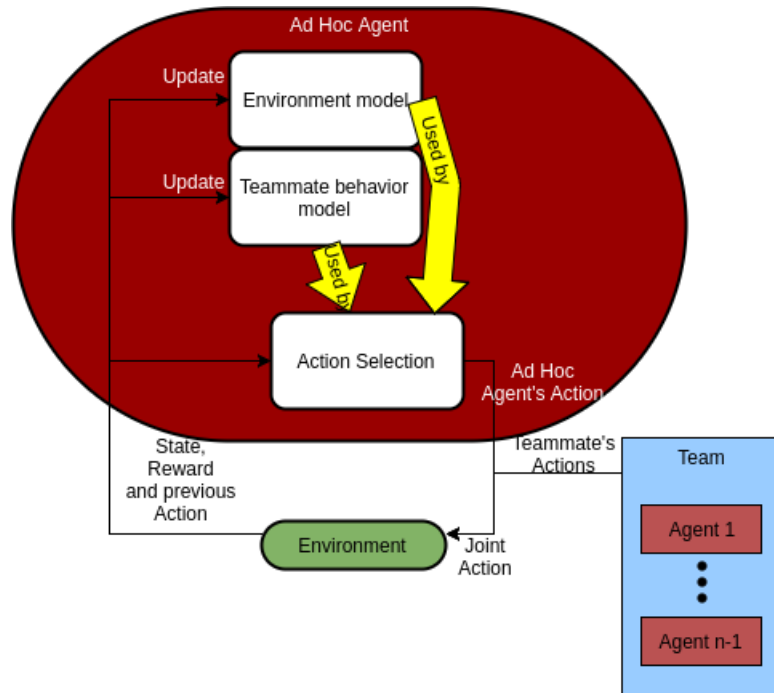 Ad Hoc Agent
Update
Environment model
Used by
Update
Teammate behavior
model
Used by
Action Selection
Ad Hoc
Agent's Action
State,
Reward
and previous
Action
Teammate's
Actions
Team
Environment
Joint
Action
Agent 1
Agent n-1